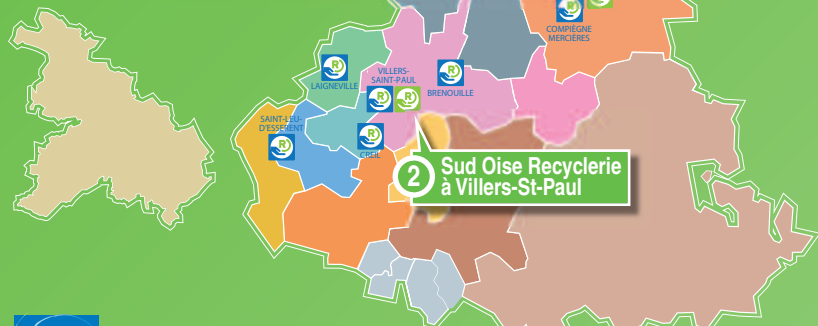 COMPIÈGNE
MERCIÈRES
R
LAIGNEVILLE
VILLERS-
SAINT-PAUL
R
R
R
BRENOUILLE
SAINT-LEU-
D'ESSERENT
R
R
CREIL
2
Sud Oise Recyclerie
à Villers-St-Paul